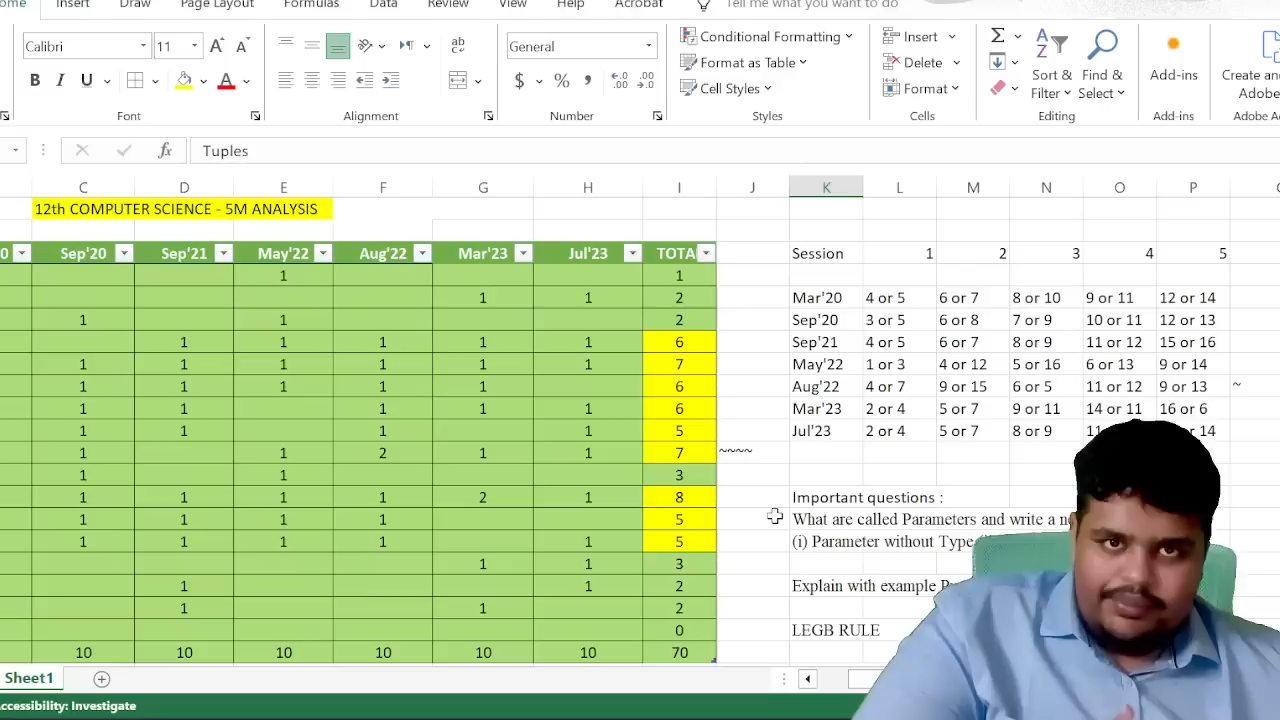 Insert Draw Page Layout Formulas Data Review View Help Acrobat Tell me what you want to do
Calibri 11 General Conditional Formatting Insert Σ
Format as Table Delete Sort & Find & Add-ins Create an
B I U A $ % Cell Styles Format Filter Select Adobe
Font Alignment Number Styles Cells Editing Add-ins Adobe
fx Tuples
C D E F G H I J K L M N O P
12th COMPUTER SCIENCE - 5M ANALYSIS
0 Sep'20 Sep'21 May'22 Aug'22 Mar'23 Jul'23 TOTA Session 1 2 3 4 5
1 1
1 1 2 Mar'20 4 or 5 6 or 7 8 or 10 9 or 11 12 or 14
1 1 2 Sep'20 3 or 5 6 or 8 7 or 9 10 or 11 12 or 13
1 1 1 1 1 6 Sep'21 4 or 5 6 or 7 8 or 9 11 or 12 15 or 16
1 1 1 1 1 1 7 May'22 1 or 3 4 or 12 5 or 16 6 or 13 9 or 14
1 1 1 1 1 6 Aug'22 4 or 7 9 or 15 6 or 5 11 or 12 9 or 13 ~
1 1 1 1 1 6 Mar'23 2 or 4 5 or 7 9 or 11 14 or 11 16 or 6
1 1 1 1 5 Jul'23 2 or 4 5 or 7 8 or 9 11 or 14
1 2 1 1 7 ~~~~
1 1 3
1 1 1 1 2 1 8 Important questions :
1 1 1 1 5 What are called Parameters and write a
1 1 1 1 1 5 (i) Parameter without Type
1 1 3
1 1 2 Explain with example
1 1 2
0 LEGB RULE
10 10 10 10 10 10 70
Sheet1
Accessibility: Investigate